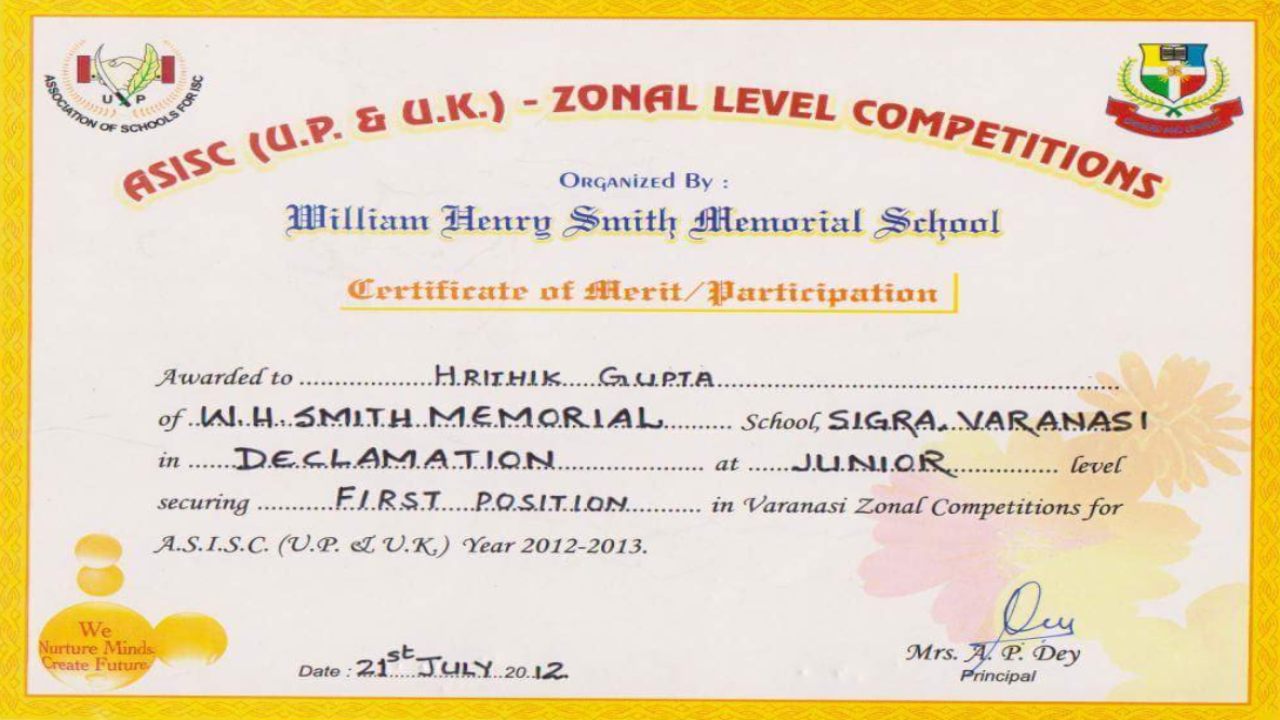 ASSOCIATION OF SCHOOLS FOR ISC
U P
ASISC (U.P. & U.K.) - ZONAL LEVEL COMPETITIONS
ORGANIZED BY :
William Henry Smith Memorial School
Certificate of Merit/Participation
Awarded to HRITHIK GUPTA
of W.H. SMITH MEMORIAL School, SIGRA, VARANASI
in DECLAMATION at JUNIOR level
securing FIRST POSITION in Varanasi Zonal Competitions for
A.S.I.S.C. (U.P. & U.K.) Year 2012-2013.
We
Nurture Minds
Create Future
Date : 21st JULY 2012
Dey
Mrs. A. P. Dey
Principal